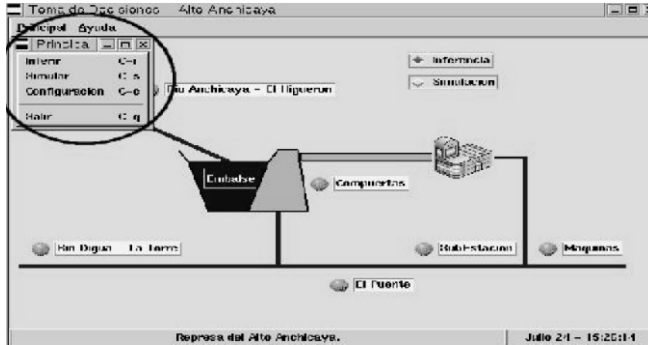 Toma de Decisiones - Alto Anchicaya
Principal Ayuda
Principal
Inferir C-i
Simular C-s
Configuracion C-c
Salir C-q
Inferencia
Simulacion
Rio Anchicaya - El Higueron
Embalse
Compuertas
Rio Digua - La Torre
SubEstacion
Maquinas
El Puente
Represa del Alto Anchicaya.
Julio 24 - 15:26:14